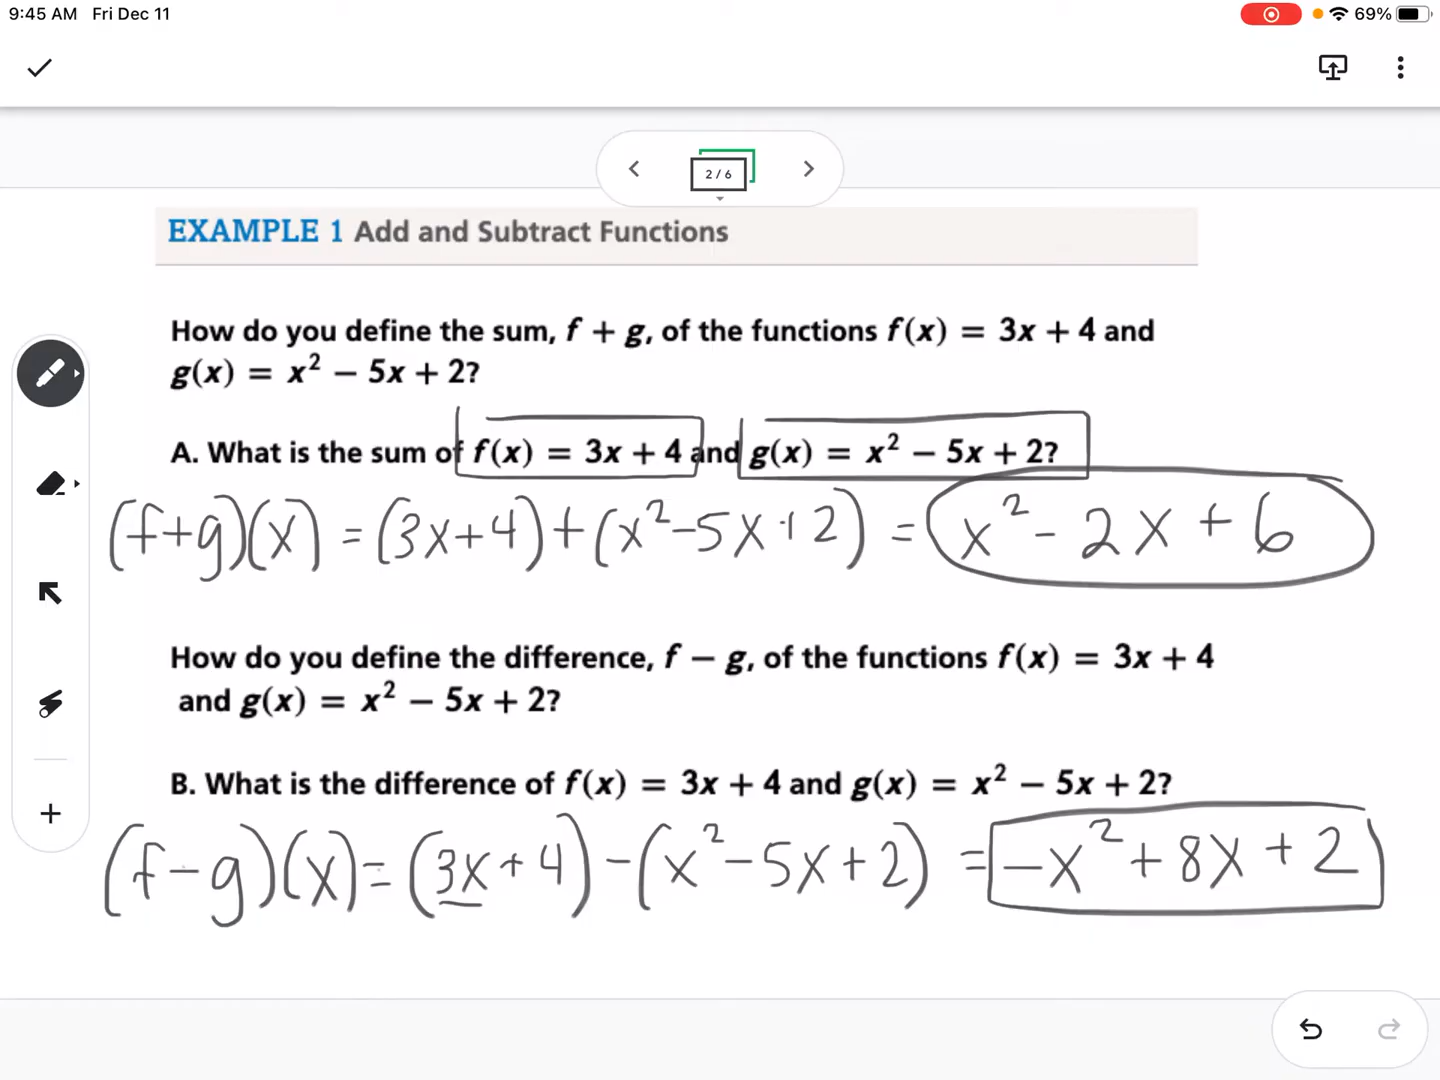 9:45 AM Fri Dec 11 69%
2 / 6
EXAMPLE 1 Add and Subtract Functions
How do you define the sum, f + g, of the functions f(x) = 3x + 4 and
g(x) = x² − 5x + 2?
A. What is the sum of f(x) = 3x + 4 and g(x) = x² − 5x + 2?
(f+g)(x) = (3x+4)+(x²-5x+2) = x² - 2x + 6
How do you define the difference, f − g, of the functions f(x) = 3x + 4
and g(x) = x² − 5x + 2?
B. What is the difference of f(x) = 3x + 4 and g(x) = x² − 5x + 2?
(f-g)(x) = (3x+4)-(x²-5x+2) = -x²+8x+2